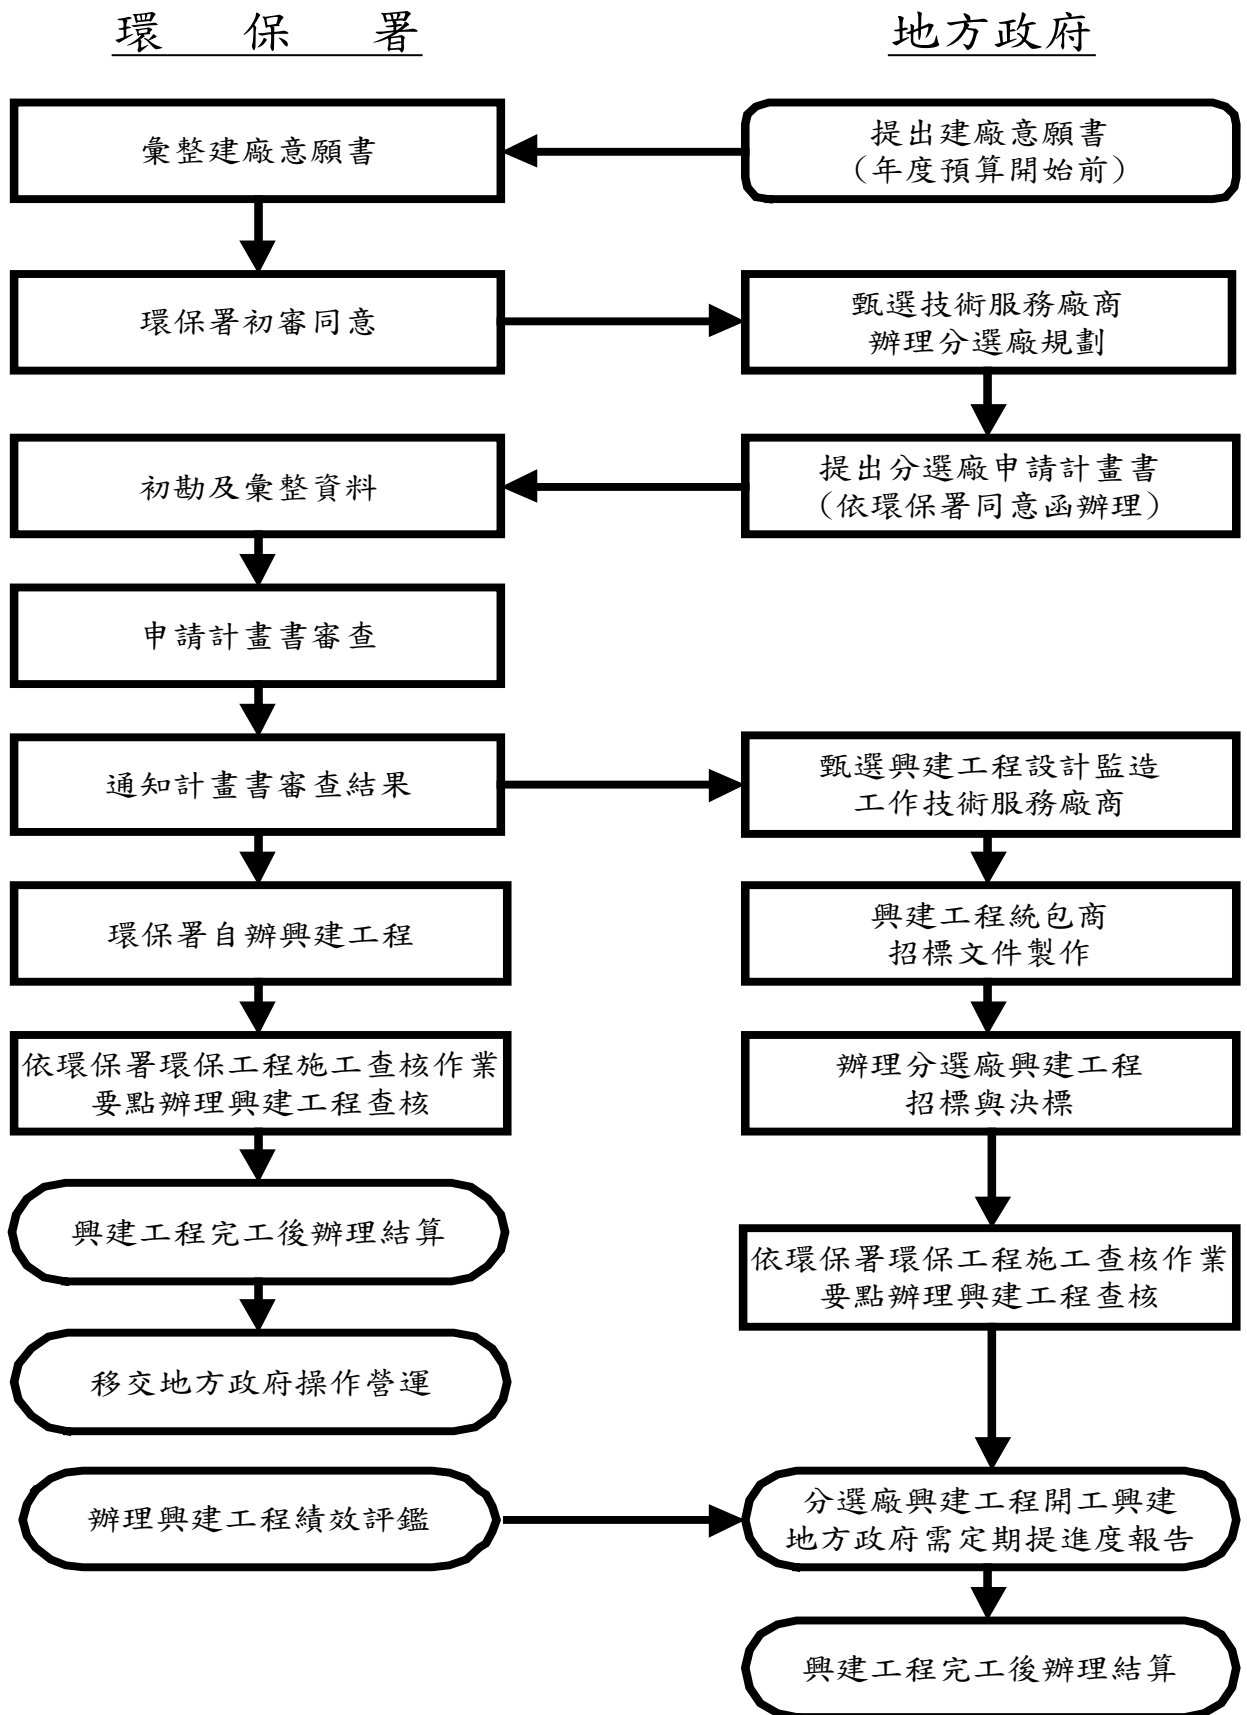 環保署
地方政府
彙整建廠意願書
提出建廠意願書
(年度預算開始前)
環保署初審同意
甄選技術服務廠商
辦理分選廠規劃
初勘及彙整資料
提出分選廠申請計畫書
(依環保署同意函辦理)
申請計畫書審查
通知計畫書審查結果
甄選興建工程設計監造
工作技術服務廠商
環保署自辦興建工程
興建工程統包商
招標文件製作
依環保署環保工程施工查核作業
要點辦理興建工程查核
辦理分選廠興建工程
招標與決標
興建工程完工後辦理結算
依環保署環保工程施工查核作業
要點辦理興建工程查核
移交地方政府操作營運
辦理興建工程績效評鑑
分選廠興建工程開工興建
地方政府需定期提進度報告
興建工程完工後辦理結算